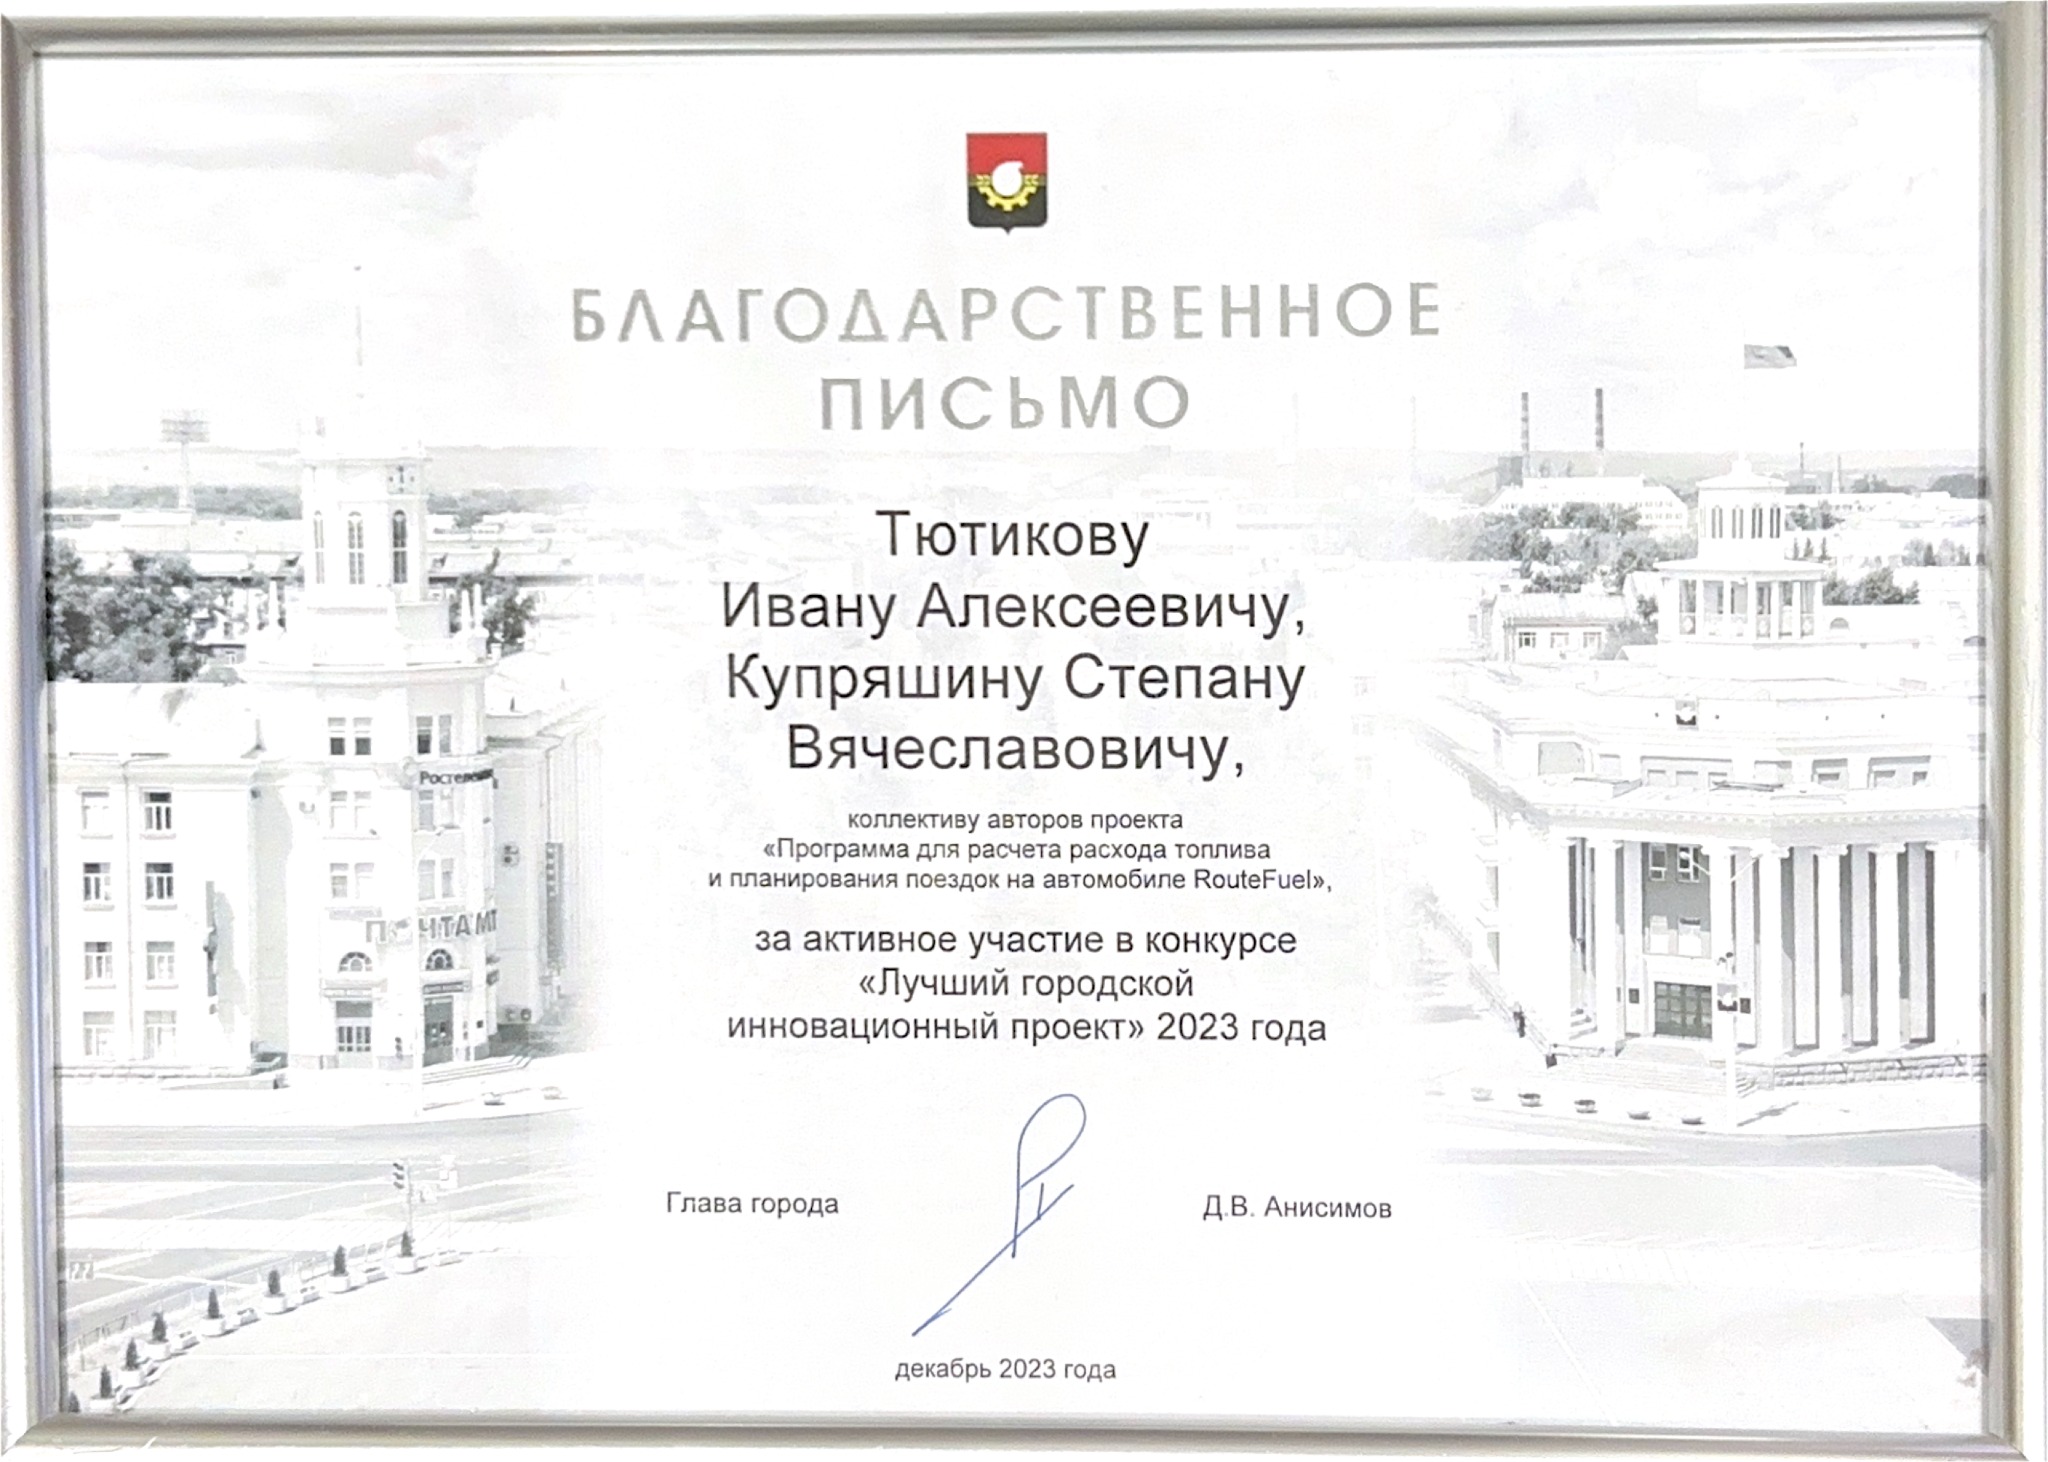 БЛАГОДАРСТВЕННОЕ
ПИСЬМО
Тютикову
Ивану Алексеевичу,
Купряшину Степану
Вячеславовичу,
коллективу авторов проекта
«Программа для расчета расхода топлива
и планирования поездок на автомобиле RouteFuel»,
за активное участие в конкурсе
«Лучший городской
инновационный проект» 2023 года
Глава города
Д.В. Анисимов
декабрь 2023 года
ПОЧТАМТ